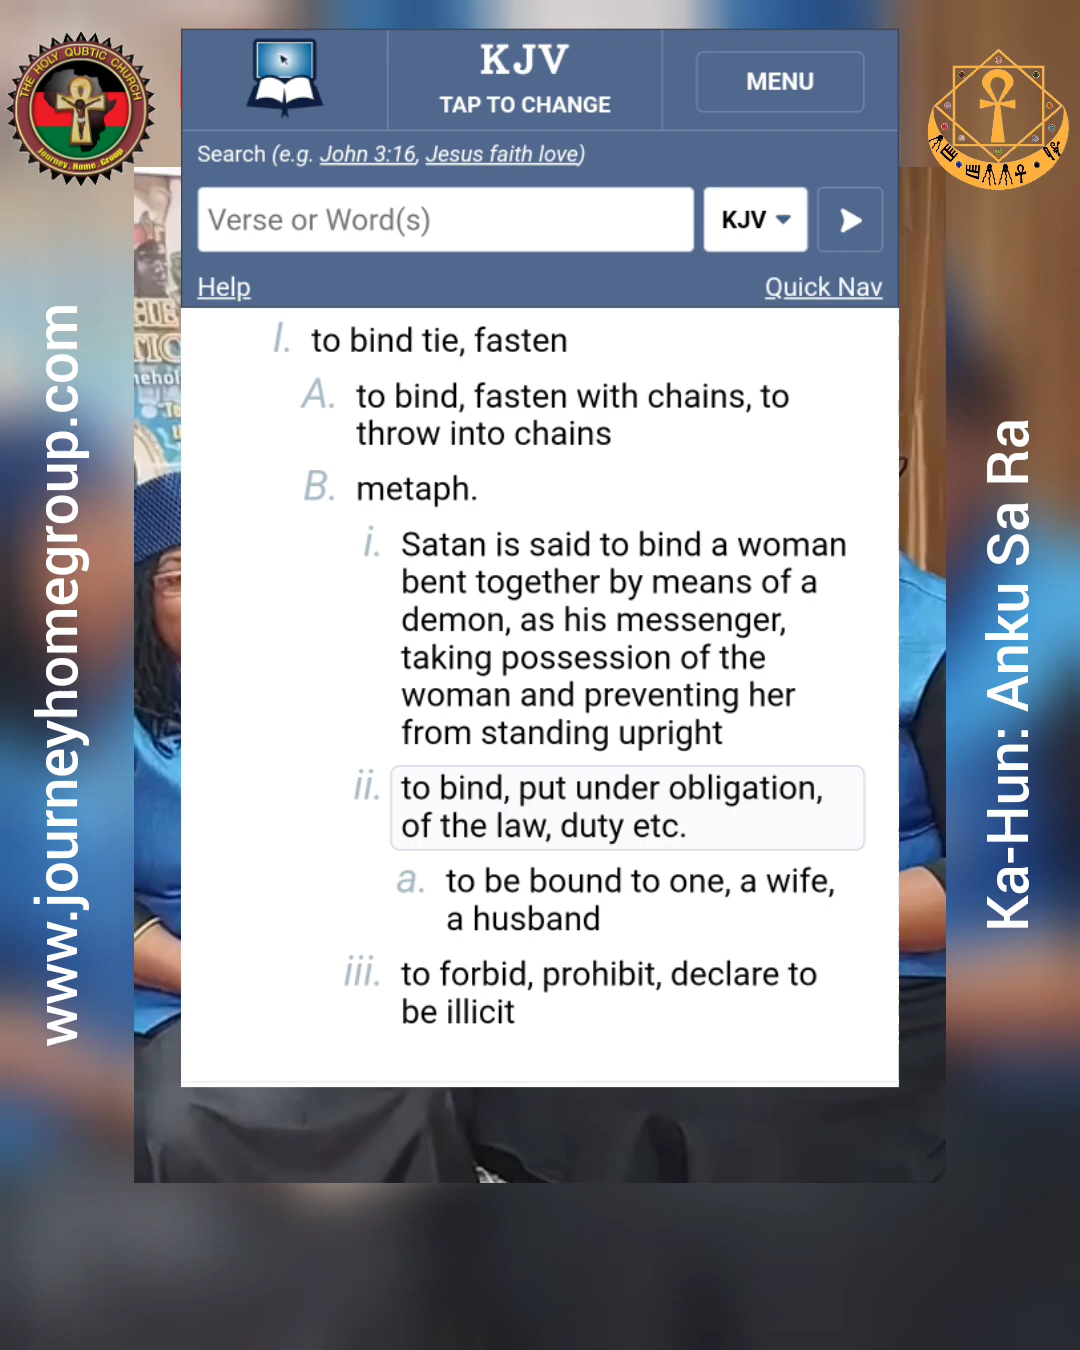 THE HOLY QUBTIC CHURCH
Journey. Home. Group
KJV
TAP TO CHANGE
MENU
Search (e.g. John 3:16, Jesus faith love)
Verse or Word(s)
KJV
Help
Quick Nav
I. to bind tie, fasten
A. to bind, fasten with chains, to
throw into chains
B. metaph.
i. Satan is said to bind a woman
bent together by means of a
demon, as his messenger,
taking possession of the
woman and preventing her
from standing upright
ii. to bind, put under obligation,
of the law, duty etc.
a. to be bound to one, a wife,
a husband
iii. to forbid, prohibit, declare to
be illicit
www.journeyhomegroup.com
Ka-Hun: Anku Sa Ra